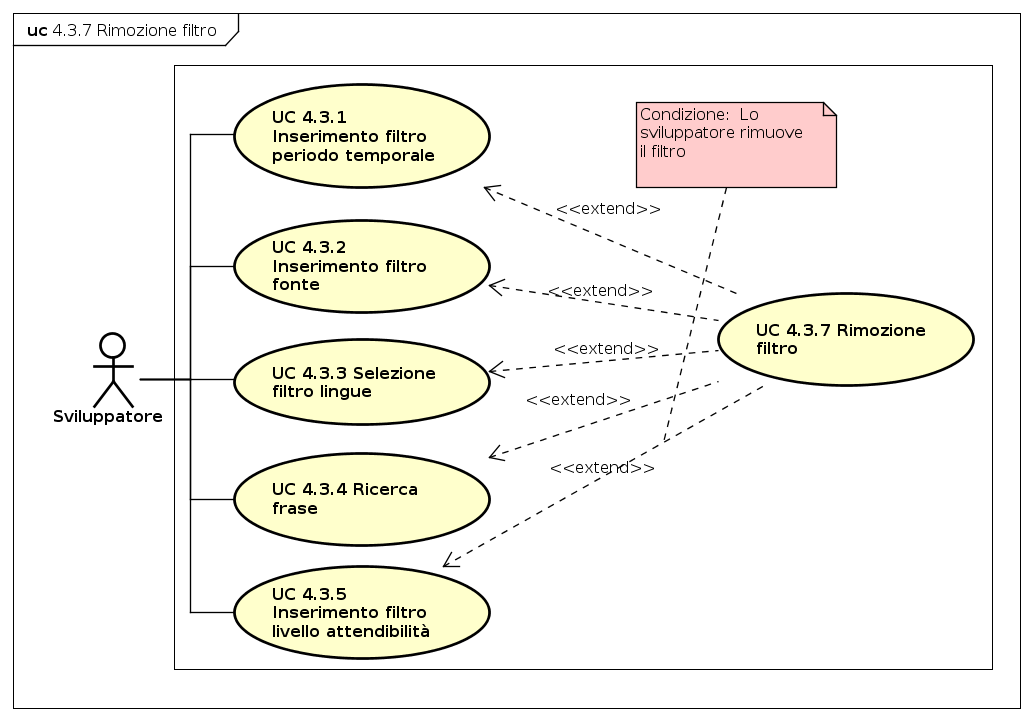 uc 4.3.7 Rimozione filtro
UC 4.3.1
Inserimento filtro
periodo temporale
Condizione: Lo
sviluppatore rimuove
il filtro
<<extend>>
UC 4.3.2
Inserimento filtro
fonte
<<extend>>
UC 4.3.7 Rimozione
filtro
<<extend>>
UC 4.3.3 Selezione
filtro lingue
<<extend>>
Sviluppatore
<<extend>>
UC 4.3.4 Ricerca
frase
UC 4.3.5
Inserimento filtro
livello attendibilità